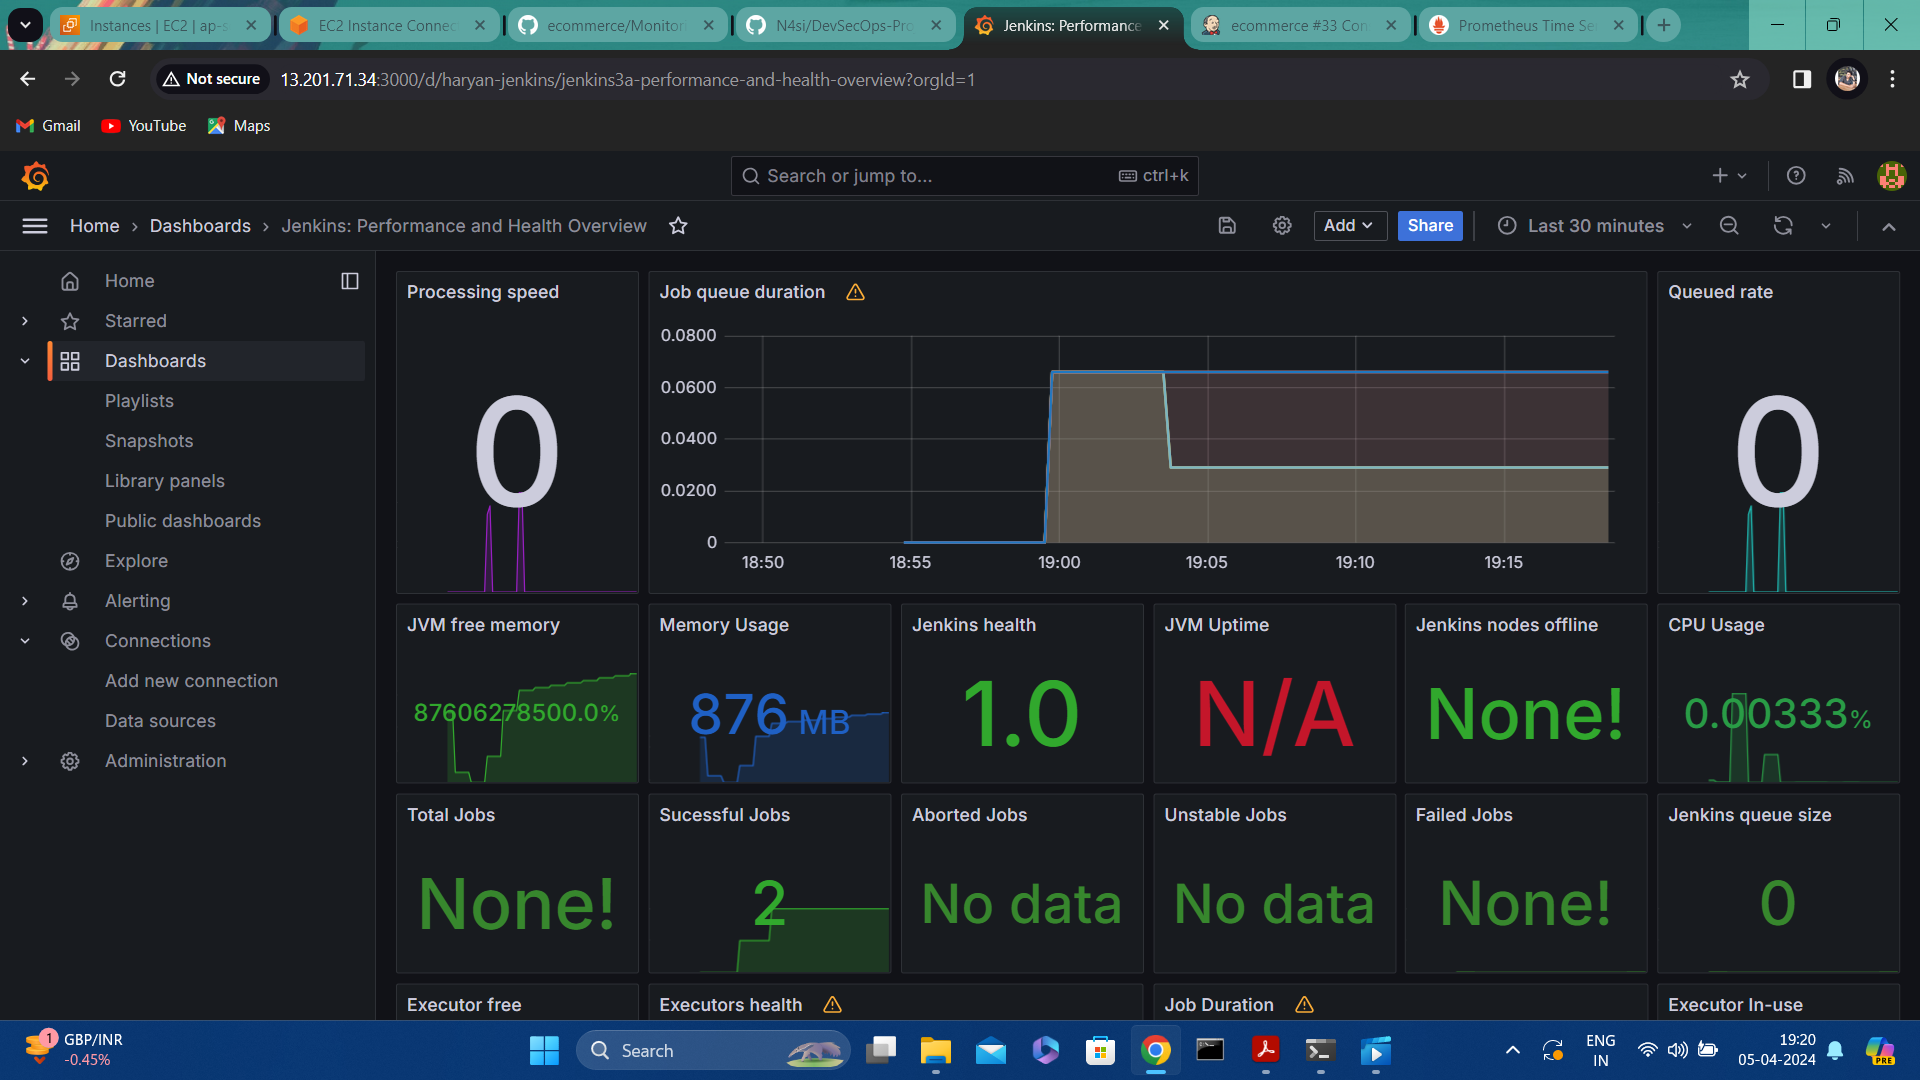 Instances | EC2 | ap-s
EC2 Instance Connec
ecommerce/Monitor
N4si/DevSecOps-Pro
Jenkins: Performance
ecommerce #33 Con
Prometheus Time Se
Not secure
13.201.71.34:3000/d/haryan-jenkins/jenkins3a-performance-and-health-overview?orgId=1
Gmail
YouTube
Maps
Search or jump to...
ctrl+k
Home
Dashboards
Jenkins: Performance and Health Overview
Add
Share
Last 30 minutes
Home
Starred
Dashboards
Playlists
Snapshots
Library panels
Public dashboards
Explore
Alerting
Connections
Add new connection
Data sources
Administration
Processing speed
0
Job queue duration
0.0800
0.0600
0.0400
0.0200
0
18:50
18:55
19:00
19:05
19:10
19:15
Queued rate
0
JVM free memory
87606278500.0%
Memory Usage
876 MB
Jenkins health
1.0
JVM Uptime
N/A
Jenkins nodes offline
None!
CPU Usage
0.00333%
Total Jobs
None!
Sucessful Jobs
2
Aborted Jobs
No data
Unstable Jobs
No data
Failed Jobs
None!
Jenkins queue size
0
Executor free
Executors health
Job Duration
Executor In-use
1
GBP/INR
-0.45%
Search
ENG
IN
19:20
05-04-2024
PRE